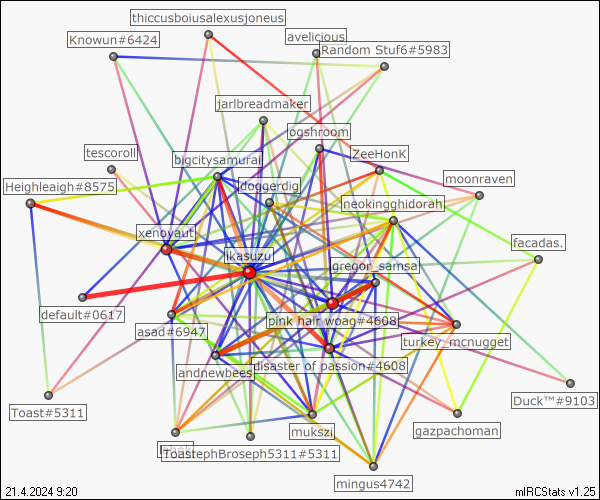 thiccusboiusalexusjoneus
Knowun#6424
avelicious
Random Stuf6#5983
jarlbreadmaker
ogshroom
tescoroll
bigcitysamurai
ZeeHonK
moonraven
Heighleaigh#8575
doggerdig
neokingghidorah
xenoyaut
ikasuzu
facadas.
gregor_samsa
default#0617
pink hair woag#4608
asad#6947
turkey_mcnugget
disaster of passion#4608
andnewbees
Toast#5311
Duck™#9103
mukszi
gazpachoman
ToastephBroseph5311#5311
mingus4742
21.4.2024 9:20
mIRCStats v1.25